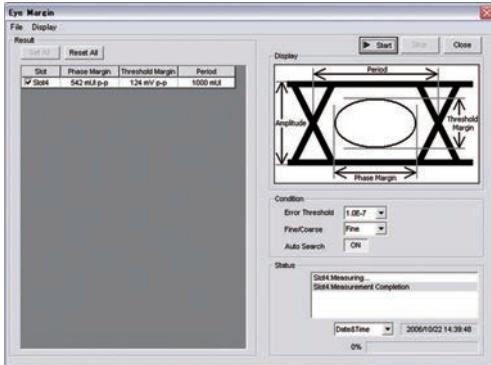 Eye Margin
File Display
Result
Set All Reset All
Slot Phase Margin Threshold Margin Period
Slot4 542 mUI p-p 124 mV p-p 1000 mUI
Start Stop Close
Display
Period
Amplitude
Threshold
Margin
Phase Margin
Condition
Error Threshold 1.0E-7
Fine/Coarse Fine
Auto Search ON
Status
Slot4:Measuring...
Slot4:Measurement Completion
Date&Time 2006/10/22 14:39:48
0%